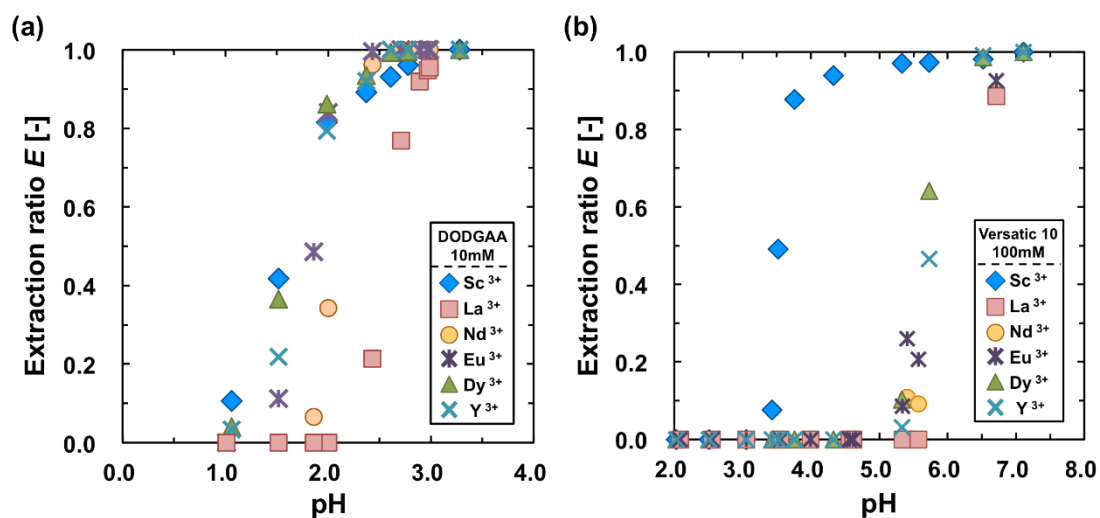 (a)
Extraction ratio E [-]
1.0
0.8
0.6
0.4
0.2
0.0
0.0 1.0 2.0 3.0 4.0
pH
DODGAA
10mM
Sc 3+
La 3+
Nd 3+
Eu 3+
Dy 3+
Y 3+
(b)
Extraction ratio E [-]
1.0
0.8
0.6
0.4
0.2
0.0
2.0 3.0 4.0 5.0 6.0 7.0 8.0
pH
Versatic 10
100mM
Sc 3+
La 3+
Nd 3+
Eu 3+
Dy 3+
Y 3+